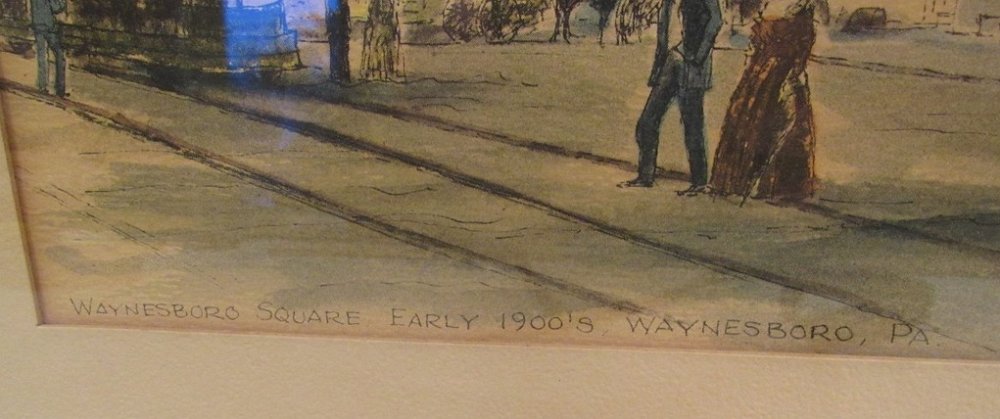 WAYNESBORO SQUARE EARLY 1900'S, WAYNESBORO, PA.